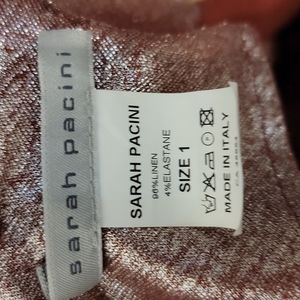 sarah pacini
SARAH PACINI
96%LINEN
4%ELASTANE
SIZE 1
MADE IN ITALY